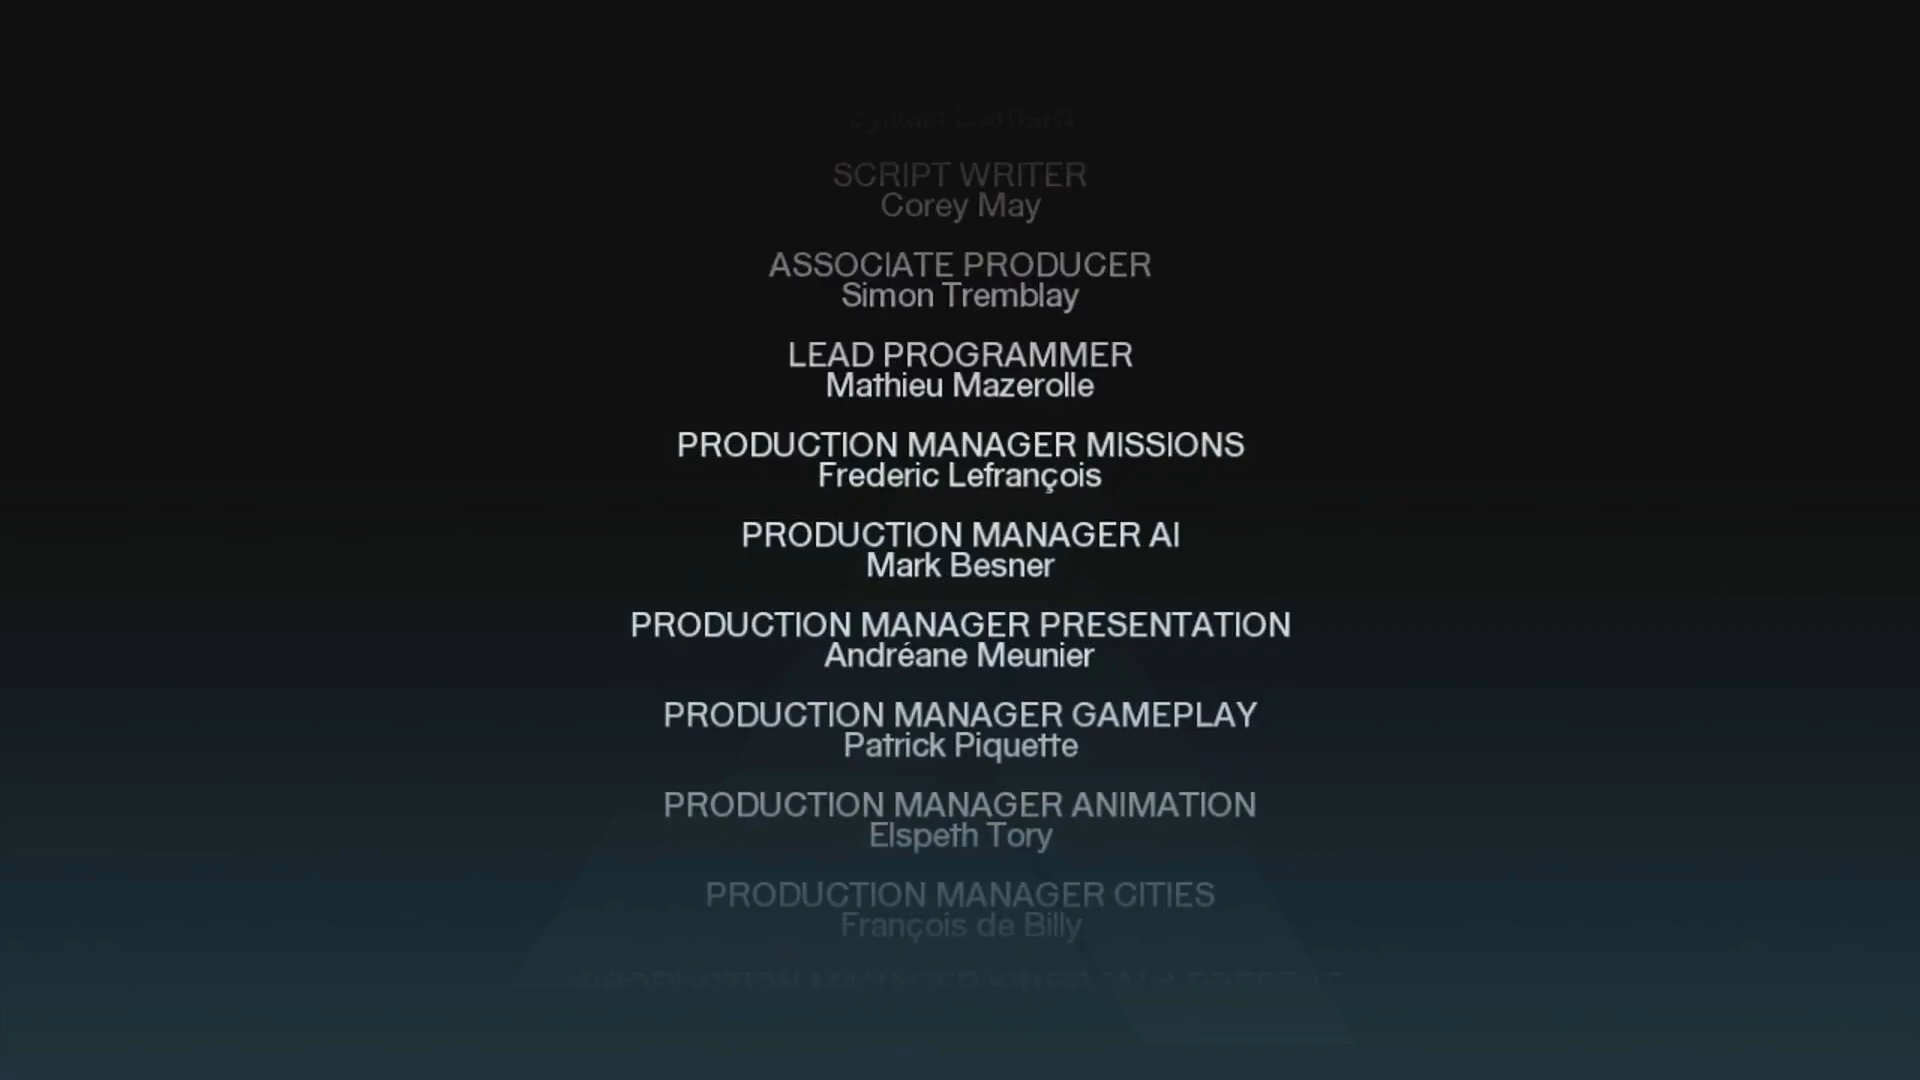 SCRIPT WRITER
Corey May
ASSOCIATE PRODUCER
Simon Tremblay
LEAD PROGRAMMER
Mathieu Mazerolle
PRODUCTION MANAGER MISSIONS
Frederic Lefrançois
PRODUCTION MANAGER AI
Mark Besner
PRODUCTION MANAGER PRESENTATION
Andréane Meunier
PRODUCTION MANAGER GAMEPLAY
Patrick Piquette
PRODUCTION MANAGER ANIMATION
Elspeth Tory
PRODUCTION MANAGER CITIES
François de Billy
PRODUCTION MANAGER